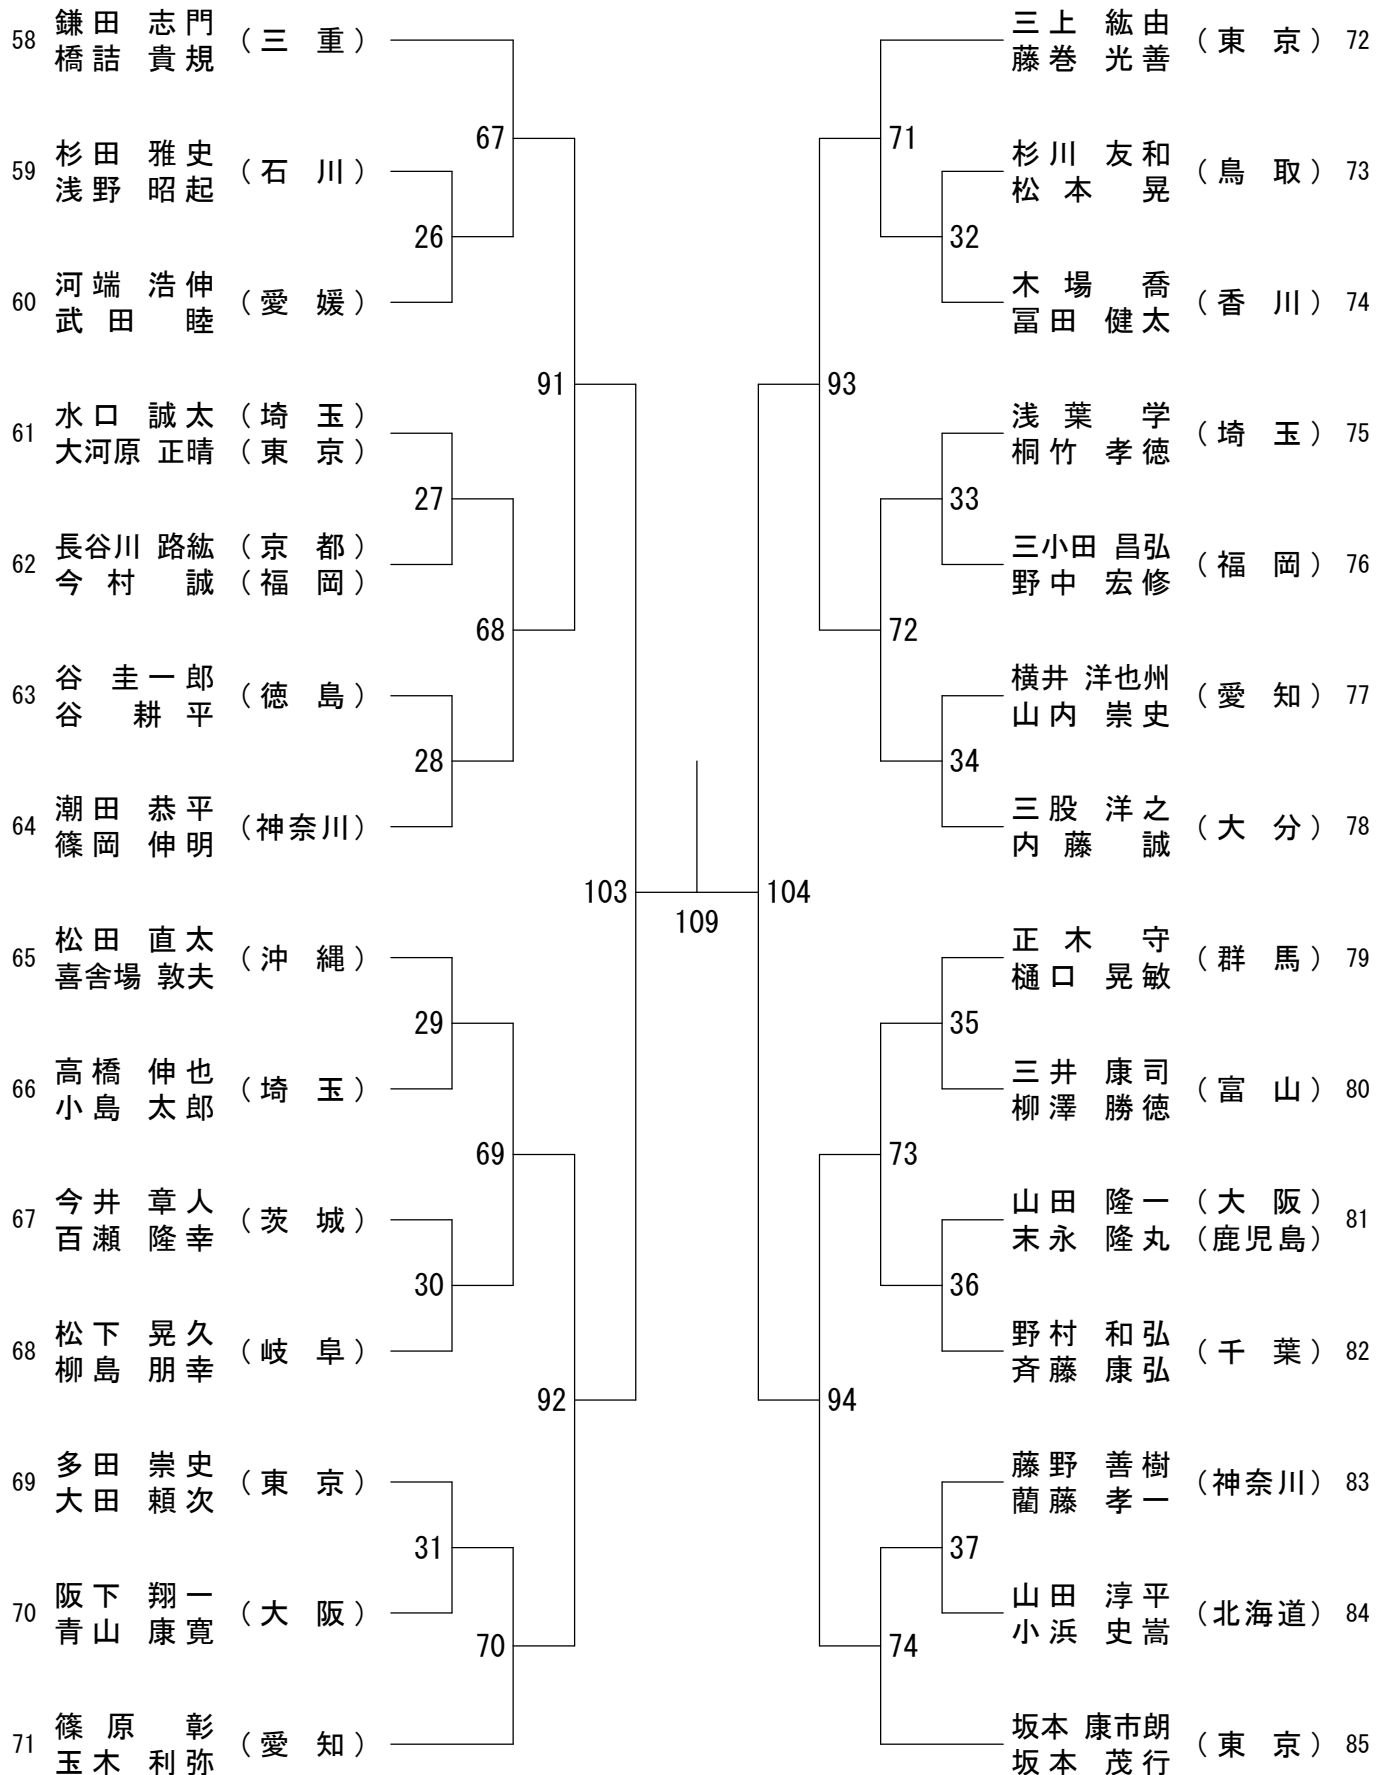 58 鎌田 志門 (三 重)
橋詰 貴規
67
59 杉田 雅史 (石 川)
浅野 昭起
26
60 河端 浩伸 (愛 媛)
武田 睦
91
61 水口 誠太 (埼 玉)
大河原 正晴 (東 京)
27
62 長谷川 路紘 (京 都)
今村 誠 (福 岡)
68
63 谷 圭一郎 (徳 島)
谷 耕平
28
64 潮田 恭平 (神奈川)
篠岡 伸明
103
65 松田 直太 (沖 縄)
喜舎場 敦夫
29
66 高橋 伸也 (埼 玉)
小島 太郎
69
67 今井 章人 (茨 城)
百瀬 隆幸
30
68 松下 晃久 (岐 阜)
柳島 朋幸
92
69 多田 崇史 (東 京)
大田 頼次
31
70 阪下 翔一 (大 阪)
青山 康寛
70
71 篠原 彰 (愛 知)
玉木 利弥
109
三上 紘由 (東 京) 72
藤巻 光善
71
杉川 友和 (鳥 取) 73
松本 晃
32
木場 喬 (香 川) 74
冨田 健太
93
浅葉 学 (埼 玉) 75
桐竹 孝徳
33
三小田 昌弘 (福 岡) 76
野中 宏修
72
横井 洋也州 (愛 知) 77
山内 崇史
34
三股 洋之 (大 分) 78
内藤 誠
104
正木 守 (群 馬) 79
樋口 晃敏
35
三井 康司 (富 山) 80
柳澤 勝徳
73
山田 隆一 (大 阪) 81
末永 隆丸 (鹿児島)
36
野村 和弘 (千 葉) 82
斉藤 康弘
94
藤野 善樹 (神奈川) 83
藺藤 孝一
37
山田 淳平 (北海道) 84
小浜 史嵩
74
坂本 康市朗 (東 京) 85
坂本 茂行